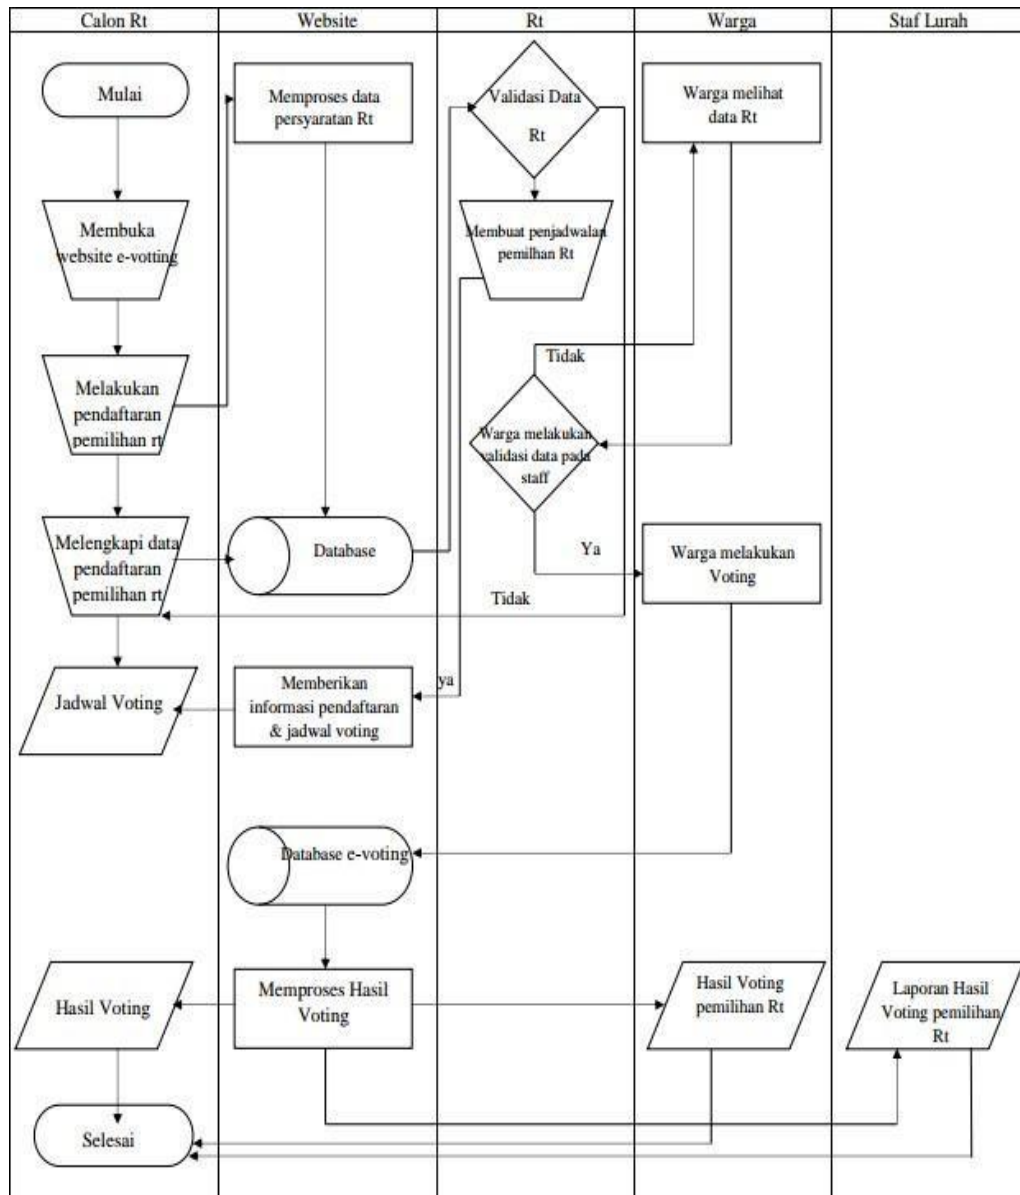 Calon Rt
Website
Rt
Warga
Staf Lurah
Mulai
Memproses data
persyaratan Rt
Validasi Data
Rt
Warga melihat
data Rt
Membuka
website e-votting
Membuat penjadwalan
pemilhan Rt
Tidak
Melakukan
pendaftaran
pemilihan rt
Warga melakukan
validasi data pada
staff
Melengkapi data
pendaftaran
pemilihan rt
Database
Ya
Warga melakukan
Voting
Tidak
Jadwal Voting
Memberikan
informasi pendaftaran
& jadwal voting
ya
Database e-voting
Hasil Voting
Memproses Hasil
Voting
Hasil Voting
pemilihan Rt
Laporan Hasil
Voting pemilihan
Rt
Selesai